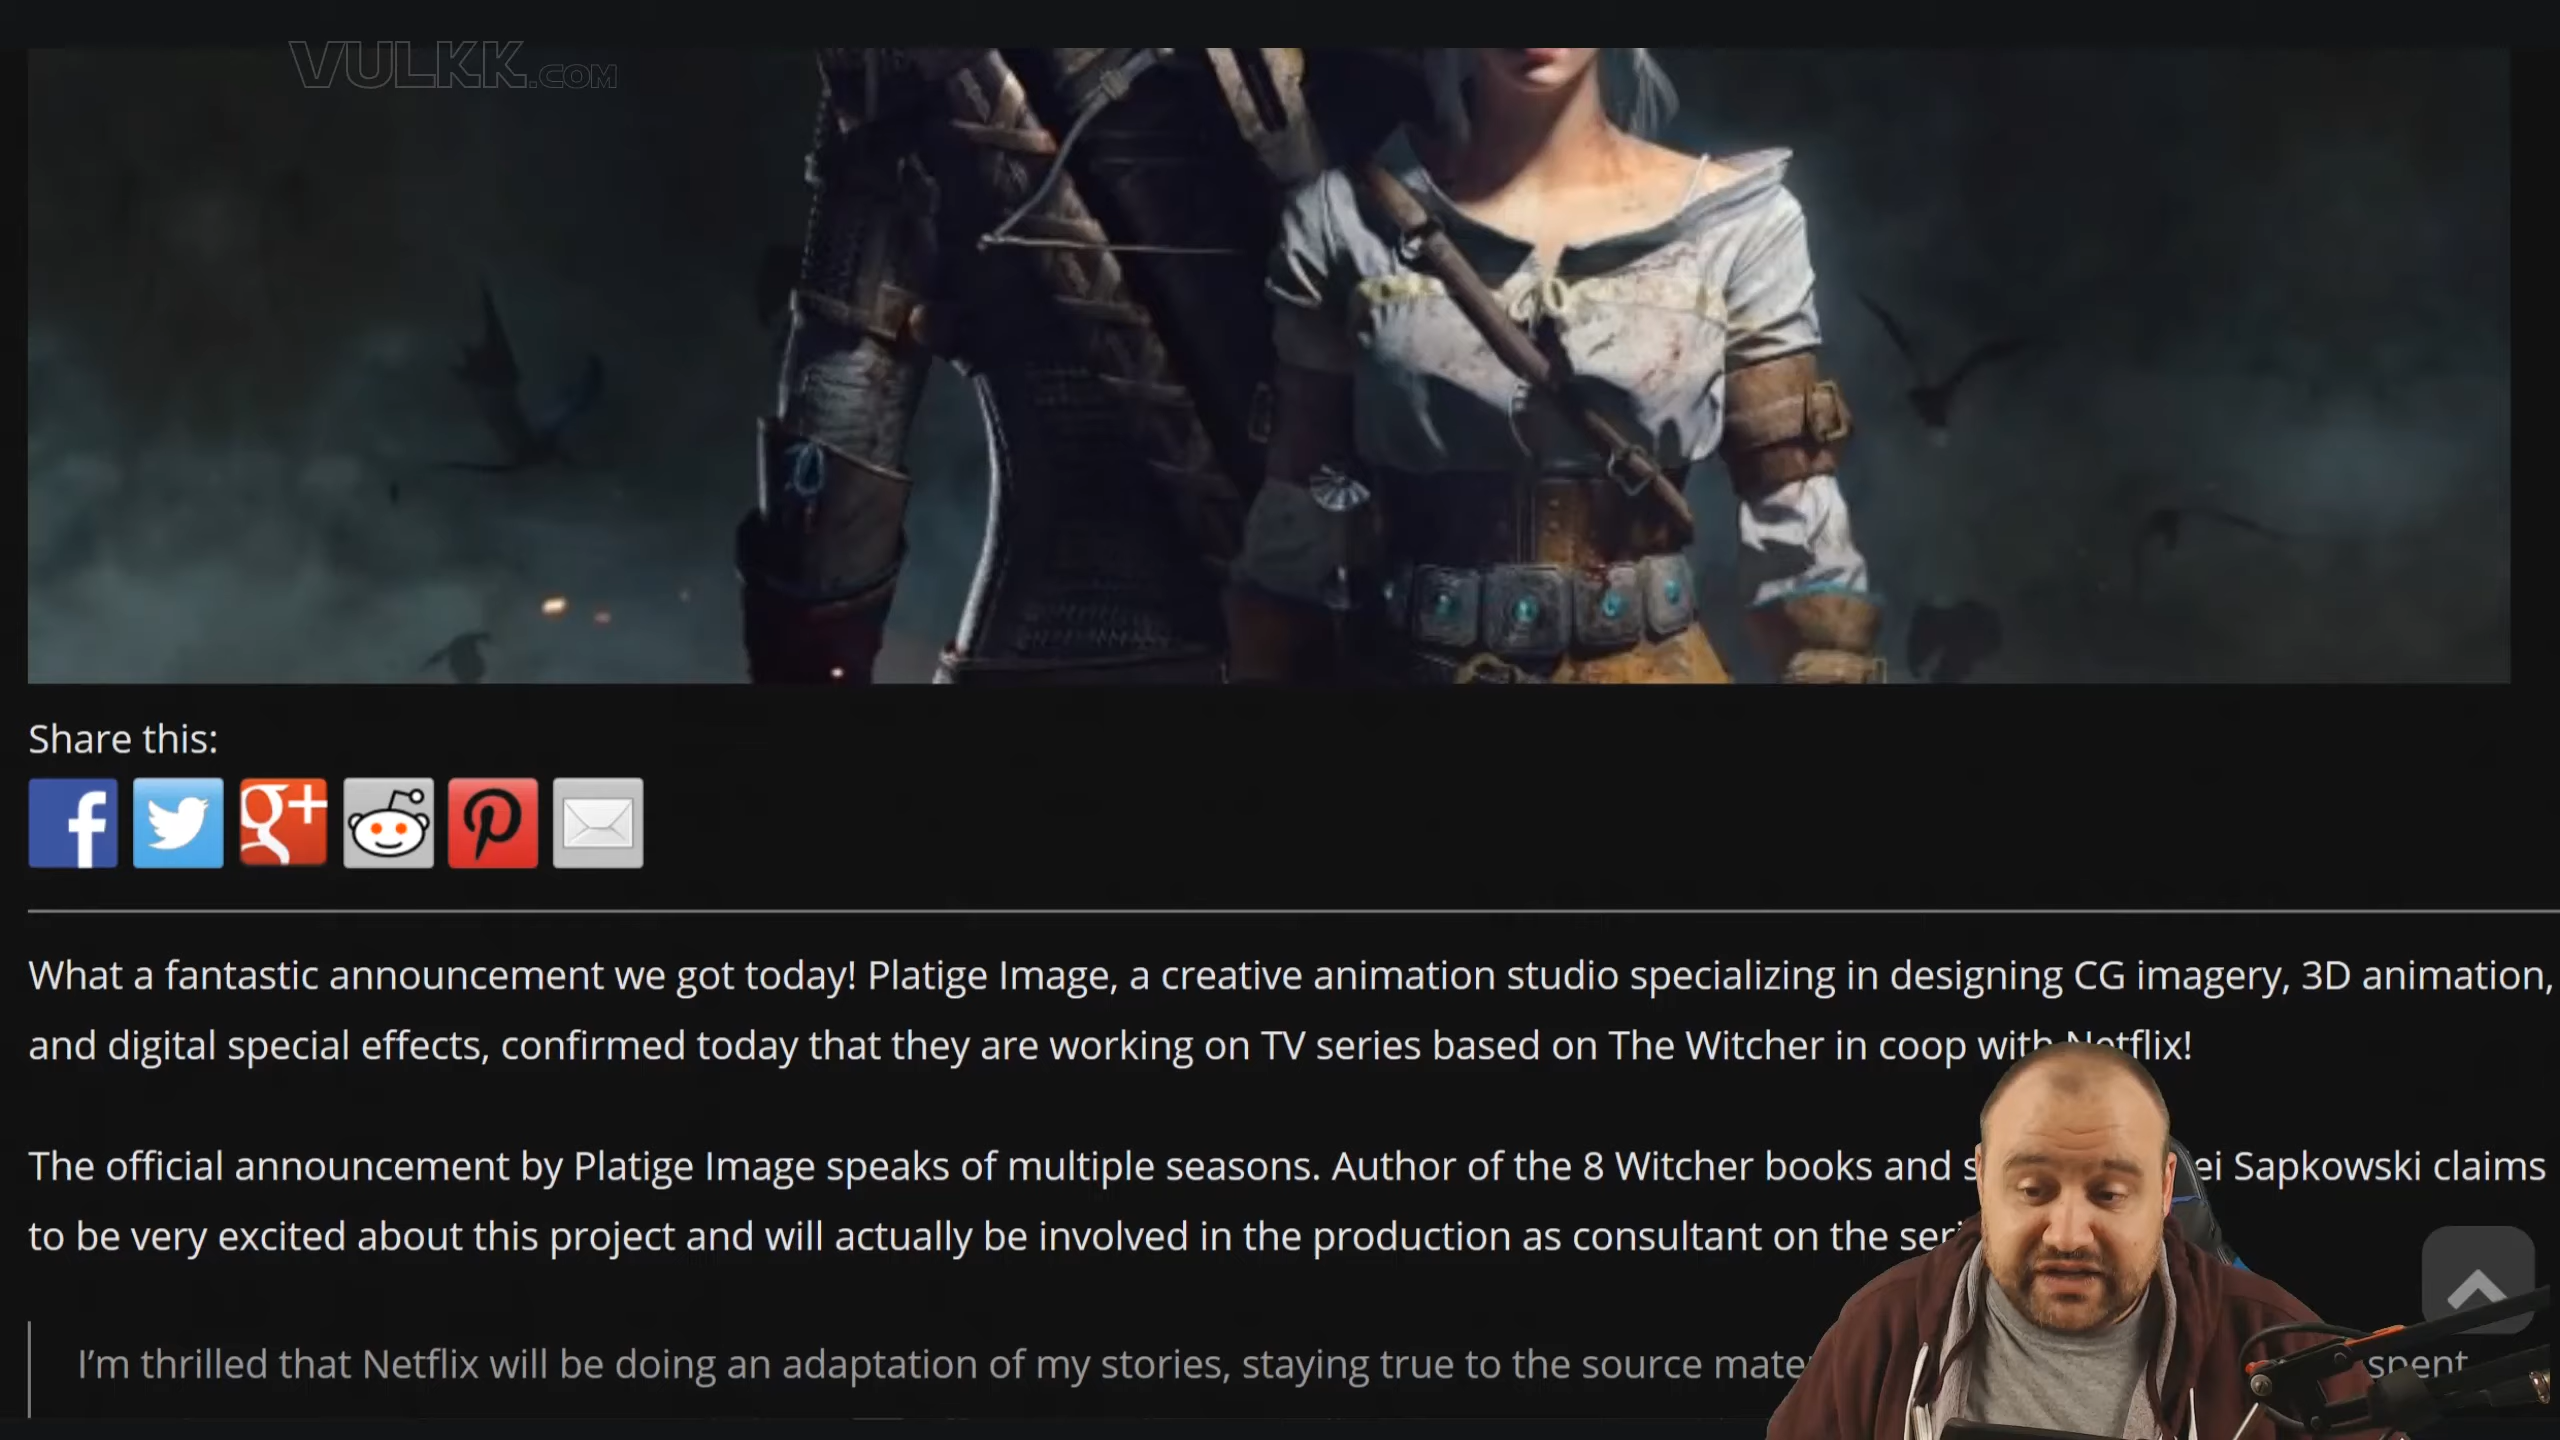 VULKK.COM
Share this:
f
g+
What a fantastic announcement we got today! Platige Image, a creative animation studio specializing in designing CG imagery, 3D animation,
and digital special effects, confirmed today that they are working on TV series based on The Witcher in coop with Netflix!
The official announcement by Platige Image speaks of multiple seasons. Author of the 8 Witcher books and s ei Sapkowski claims
to be very excited about this project and will actually be involved in the production as consultant on the seri
I’m thrilled that Netflix will be doing an adaptation of my stories, staying true to the source mate spent